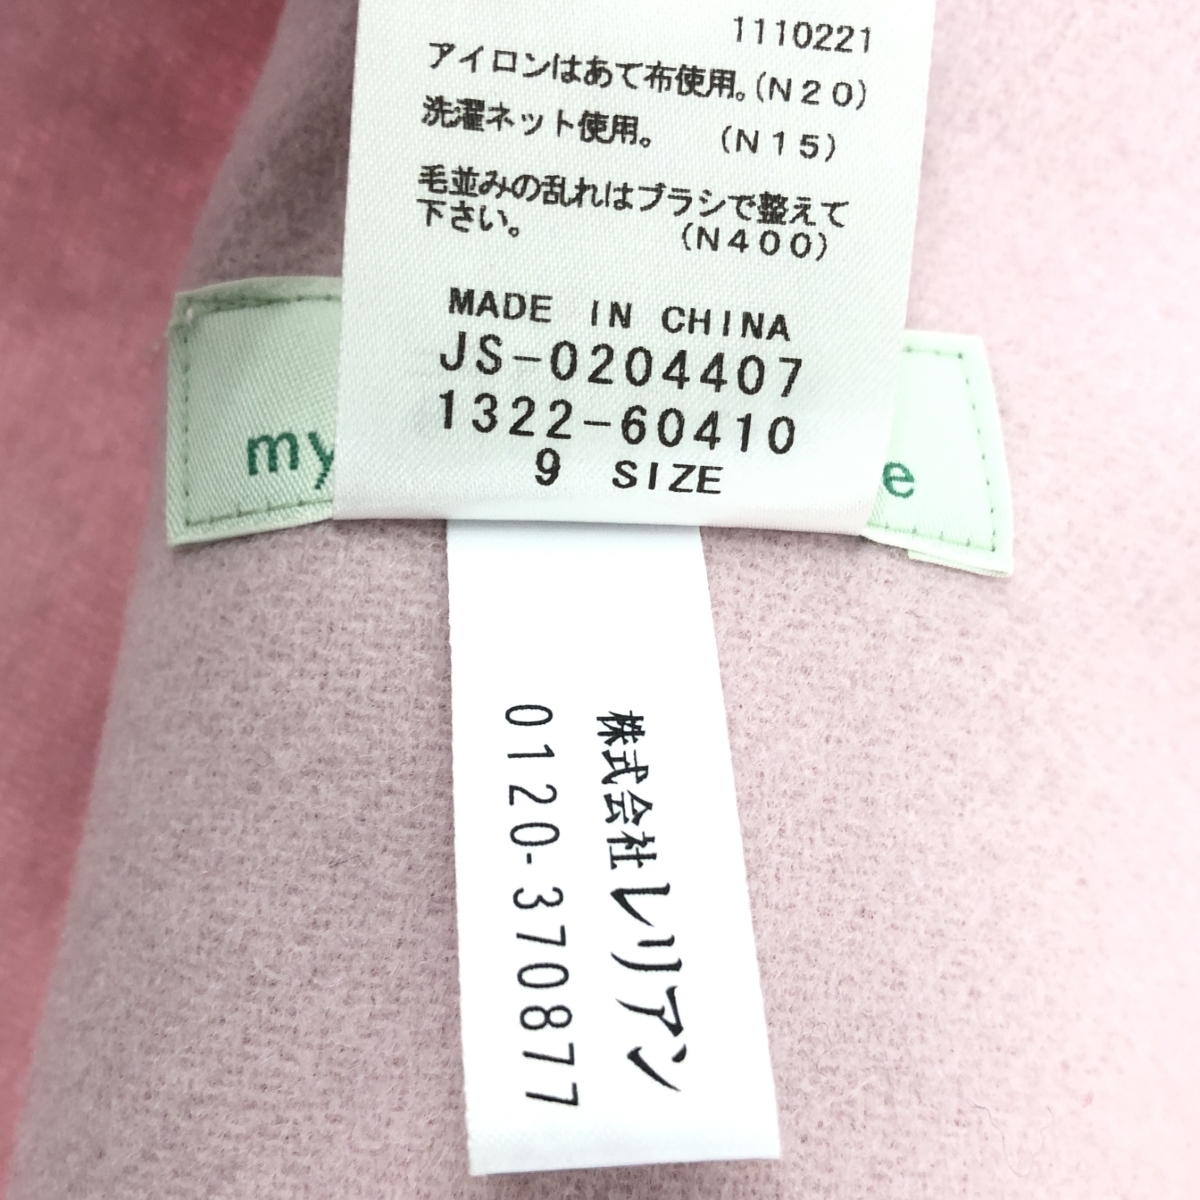 1110221
アイロンはあて布使用。(N20)
洗濯ネット使用。 (N15)
毛並みの乱れはブラシで整えて
下さい。 (N400)
MADE IN CHINA
JS-0204407
1322-60410
9 SIZE
my
e
株式会社レリアン
0120-370877